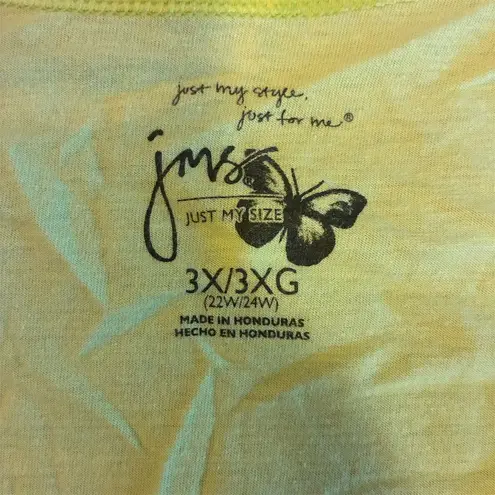 just my style.
just for me®
jms
JUST MY SIZE
3X/3XG
(22W/24W)
MADE IN HONDURAS
HECHO EN HONDURAS